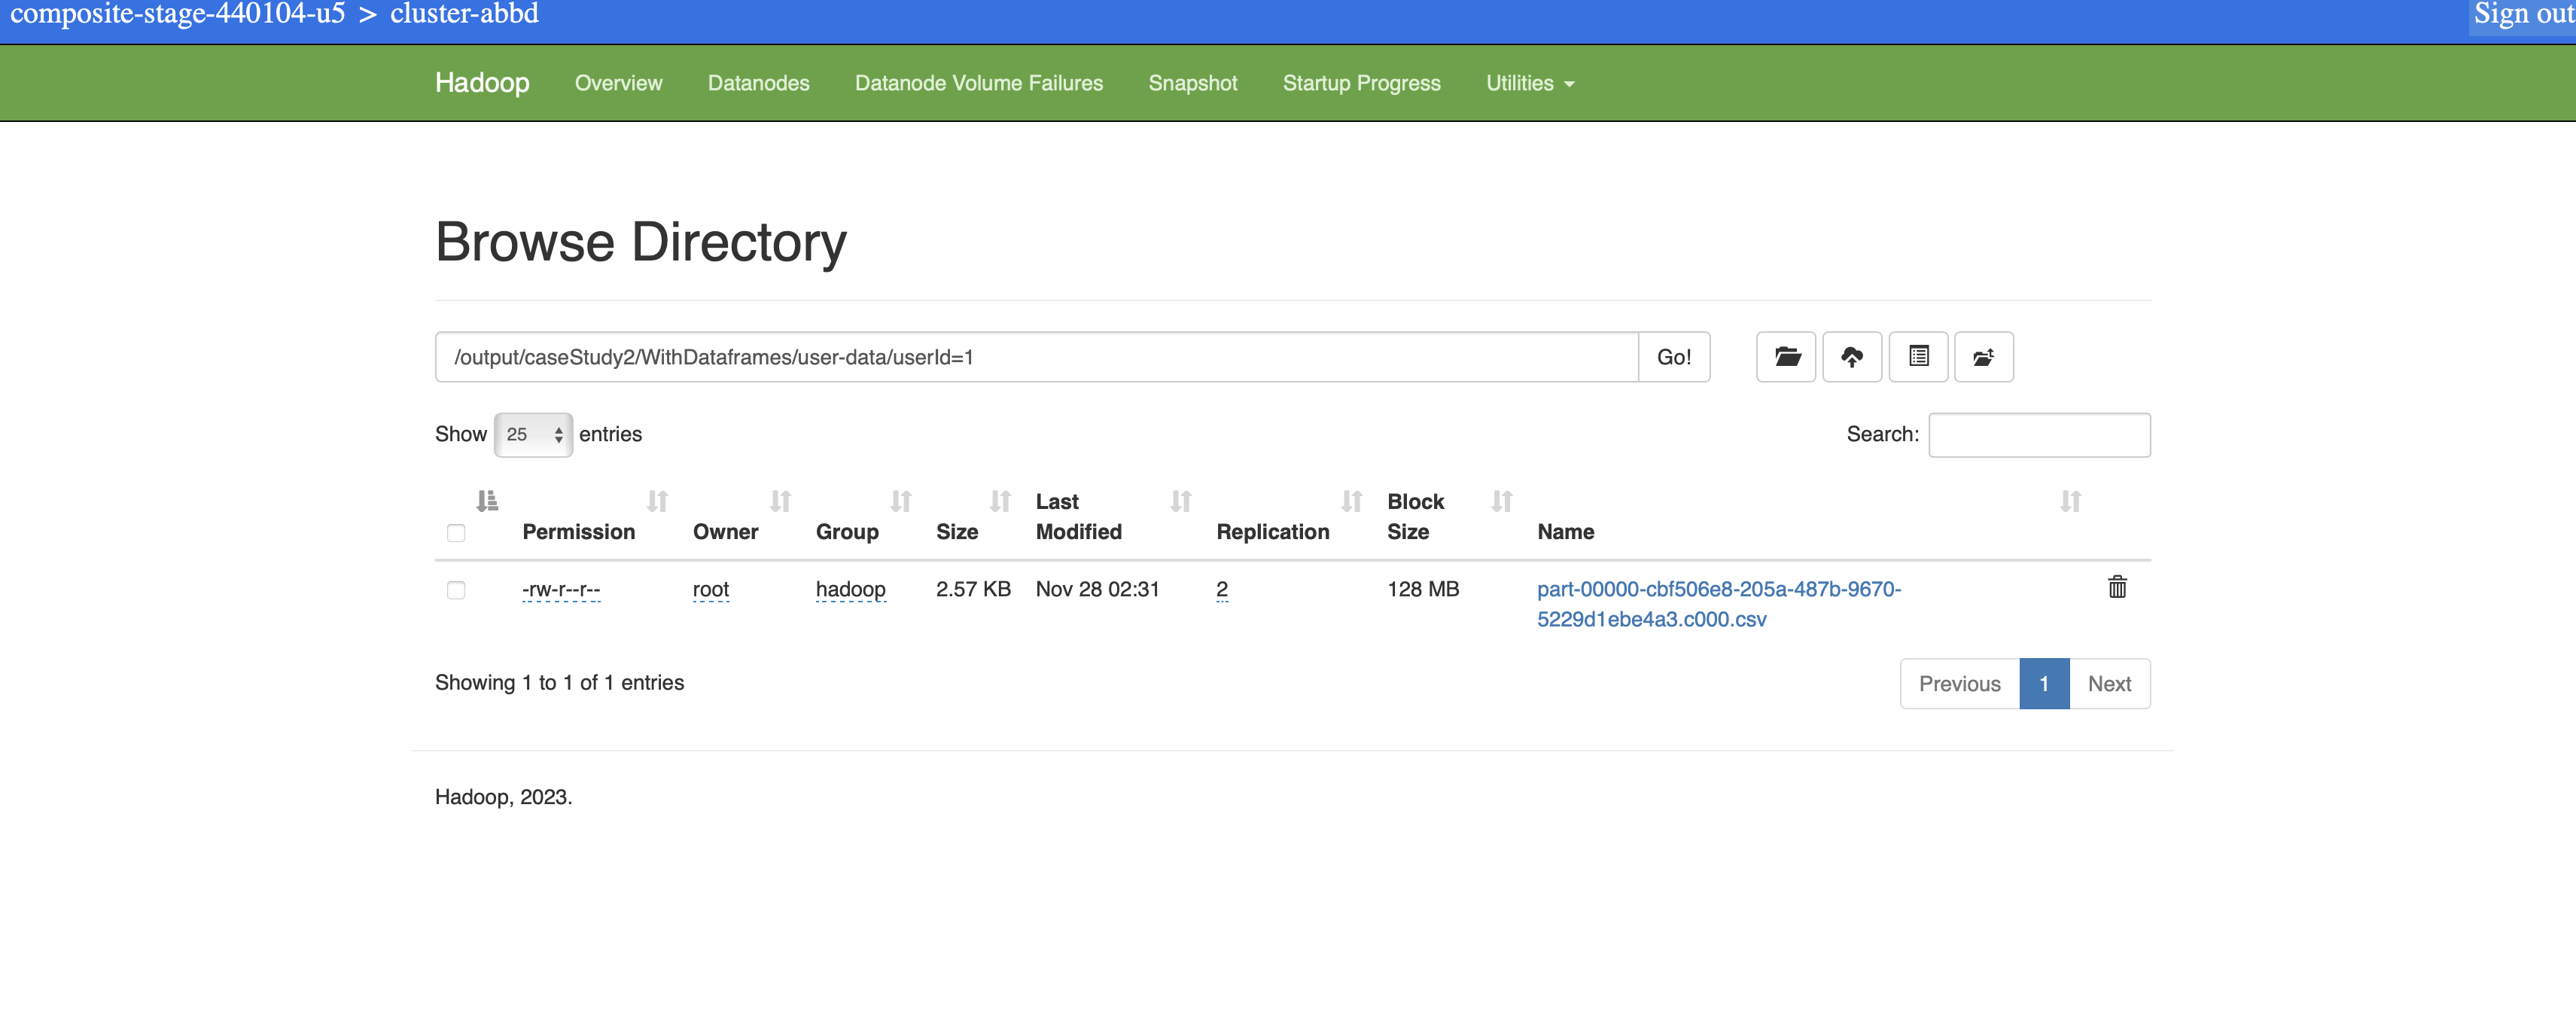 composite-stage-440104-u5 > cluster-abbd
Sign out
Hadoop Overview Datanodes Datanode Volume Failures Snapshot Startup Progress Utilities
Browse Directory
/output/caseStudy2/WithDataframes/user-data/userId=1 Go!
Show 25 entries Search:
Permission Owner Group Size Last Modified Replication Block Size Name
-rw-r--r-- root hadoop 2.57 KB Nov 28 02:31 2 128 MB part-00000-cbf506e8-205a-487b-9670-
5229d1ebe4a3.c000.csv
Showing 1 to 1 of 1 entries Previous 1 Next
Hadoop, 2023.